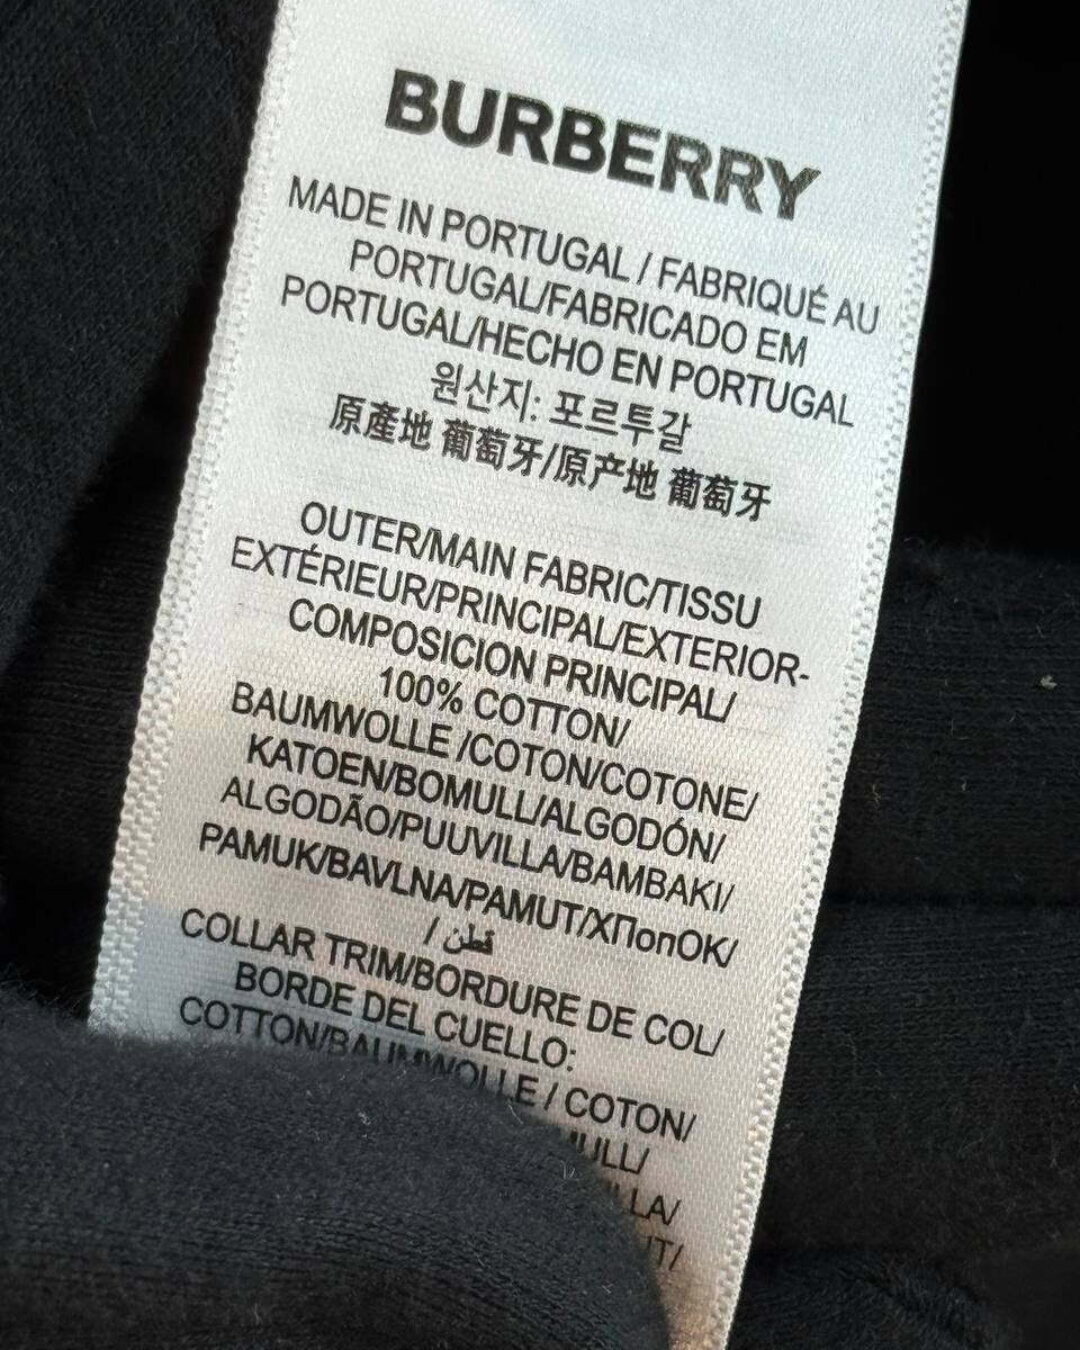 BURBERRY
MADE IN PORTUGAL / FABRIQUÉ AU
PORTUGAL/FABRICADO EM
PORTUGAL/HECHO EN PORTUGAL
원산지: 포르투갈
原產地 葡萄牙/原产地 葡萄牙
OUTER/MAIN FABRIC/TISSU
EXTÉRIEUR/PRINCIPAL/EXTERIOR-
COMPOSICION PRINCIPAL/
100% COTTON/
BAUMWOLLE /COTON/COTONE/
KATOEN/BOMULL/ALGODÓN/
ALGODÃO/PUUVILLA/BAMBAKI/
PAMUK/BAVLNA/PAMUT/ХПопОК/
/ قطن
COLLAR TRIM/BORDURE DE COL/
BORDE DEL CUELLO:
COTTON/BAUMWOLLE / COTON/